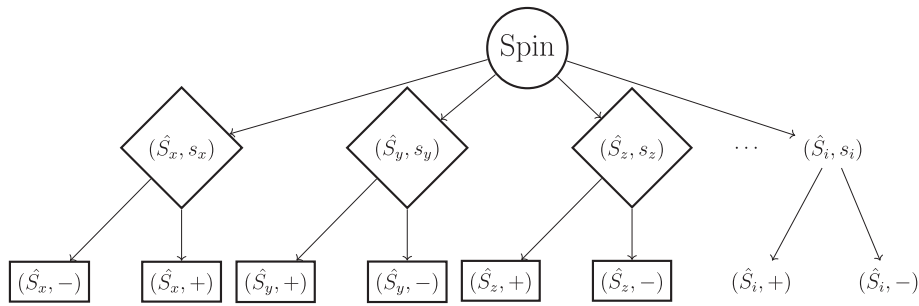 Spin
(Ŝ_x, s_x) (Ŝ_y, s_y) (Ŝ_z, s_z) ⋯ (Ŝ_i, s_i)
(Ŝ_x, −) (Ŝ_x, +) (Ŝ_y, +) (Ŝ_y, −) (Ŝ_z, +) (Ŝ_z, −) (Ŝ_i, +) (Ŝ_i, −)